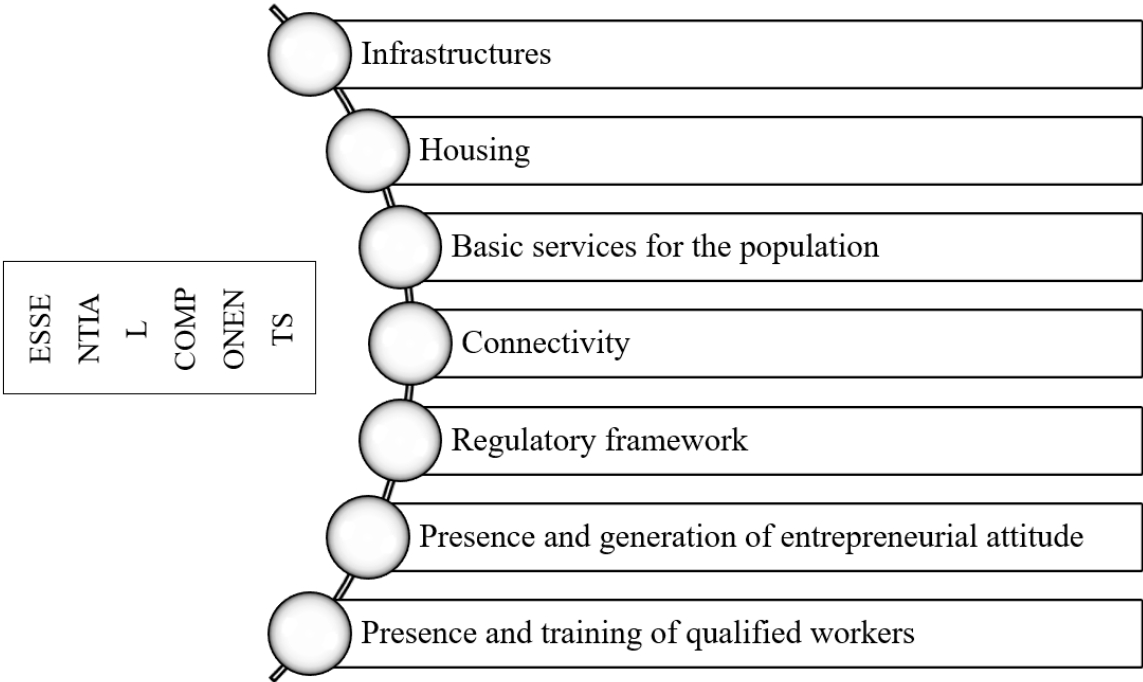 ESSE
NTIA
L
COMP
ONEN
TS
Infrastructures
Housing
Basic services for the population
Connectivity
Regulatory framework
Presence and generation of entrepreneurial attitude
Presence and training of qualified workers